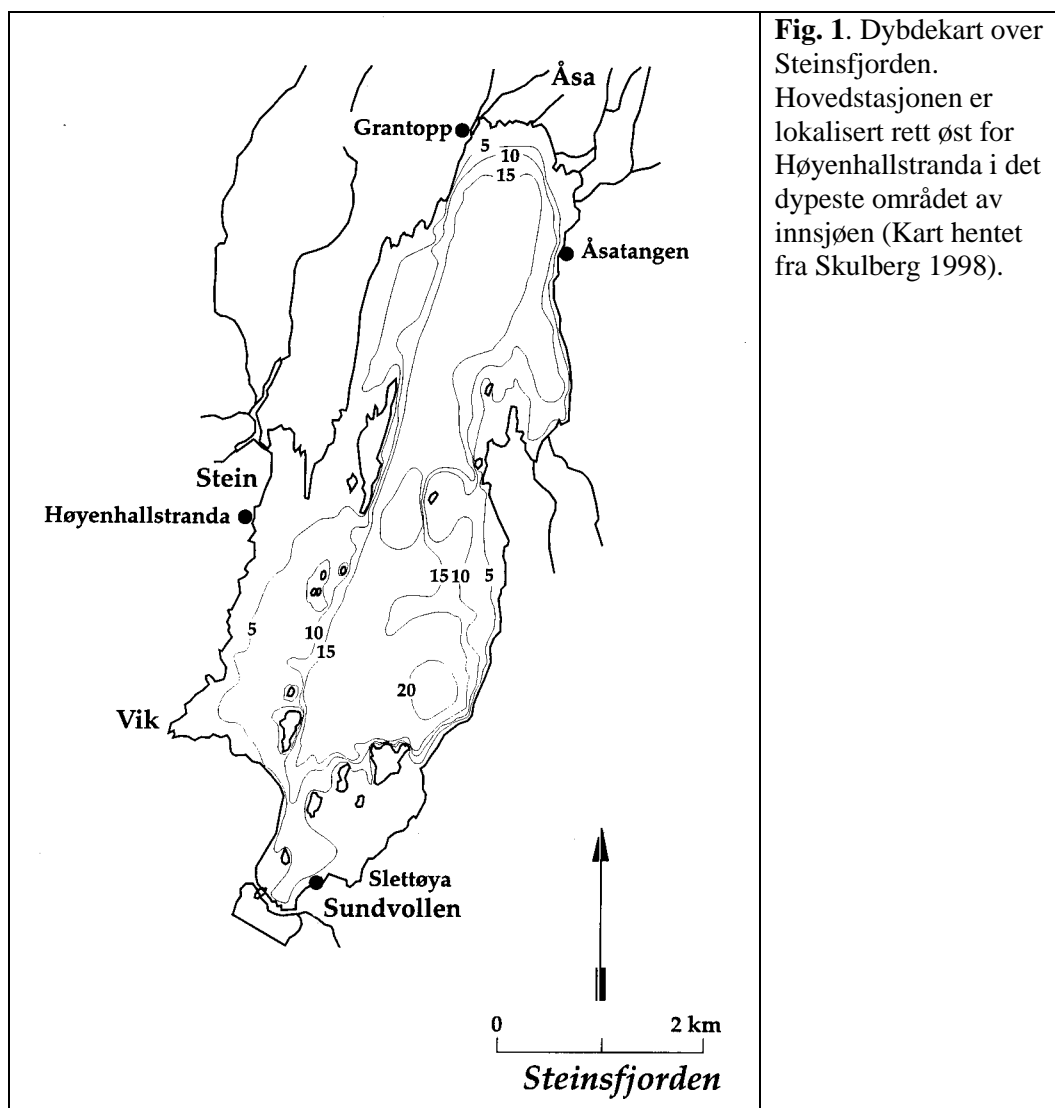 Fig. 1. Dybdekart over
Steinsfjorden.
Hovedstasjonen er
lokalisert rett øst for
Høyenhallstranda i det
dypeste området av
innsjøen (Kart hentet
fra Skulberg 1998).
Åsa
Grantopp
5
10
15
Åsatangen
Stein
Høyenhallstranda
15 10 5
5
10
15
20
Vik
Slettøya
Sundvollen
0 2 km
Steinsfjorden